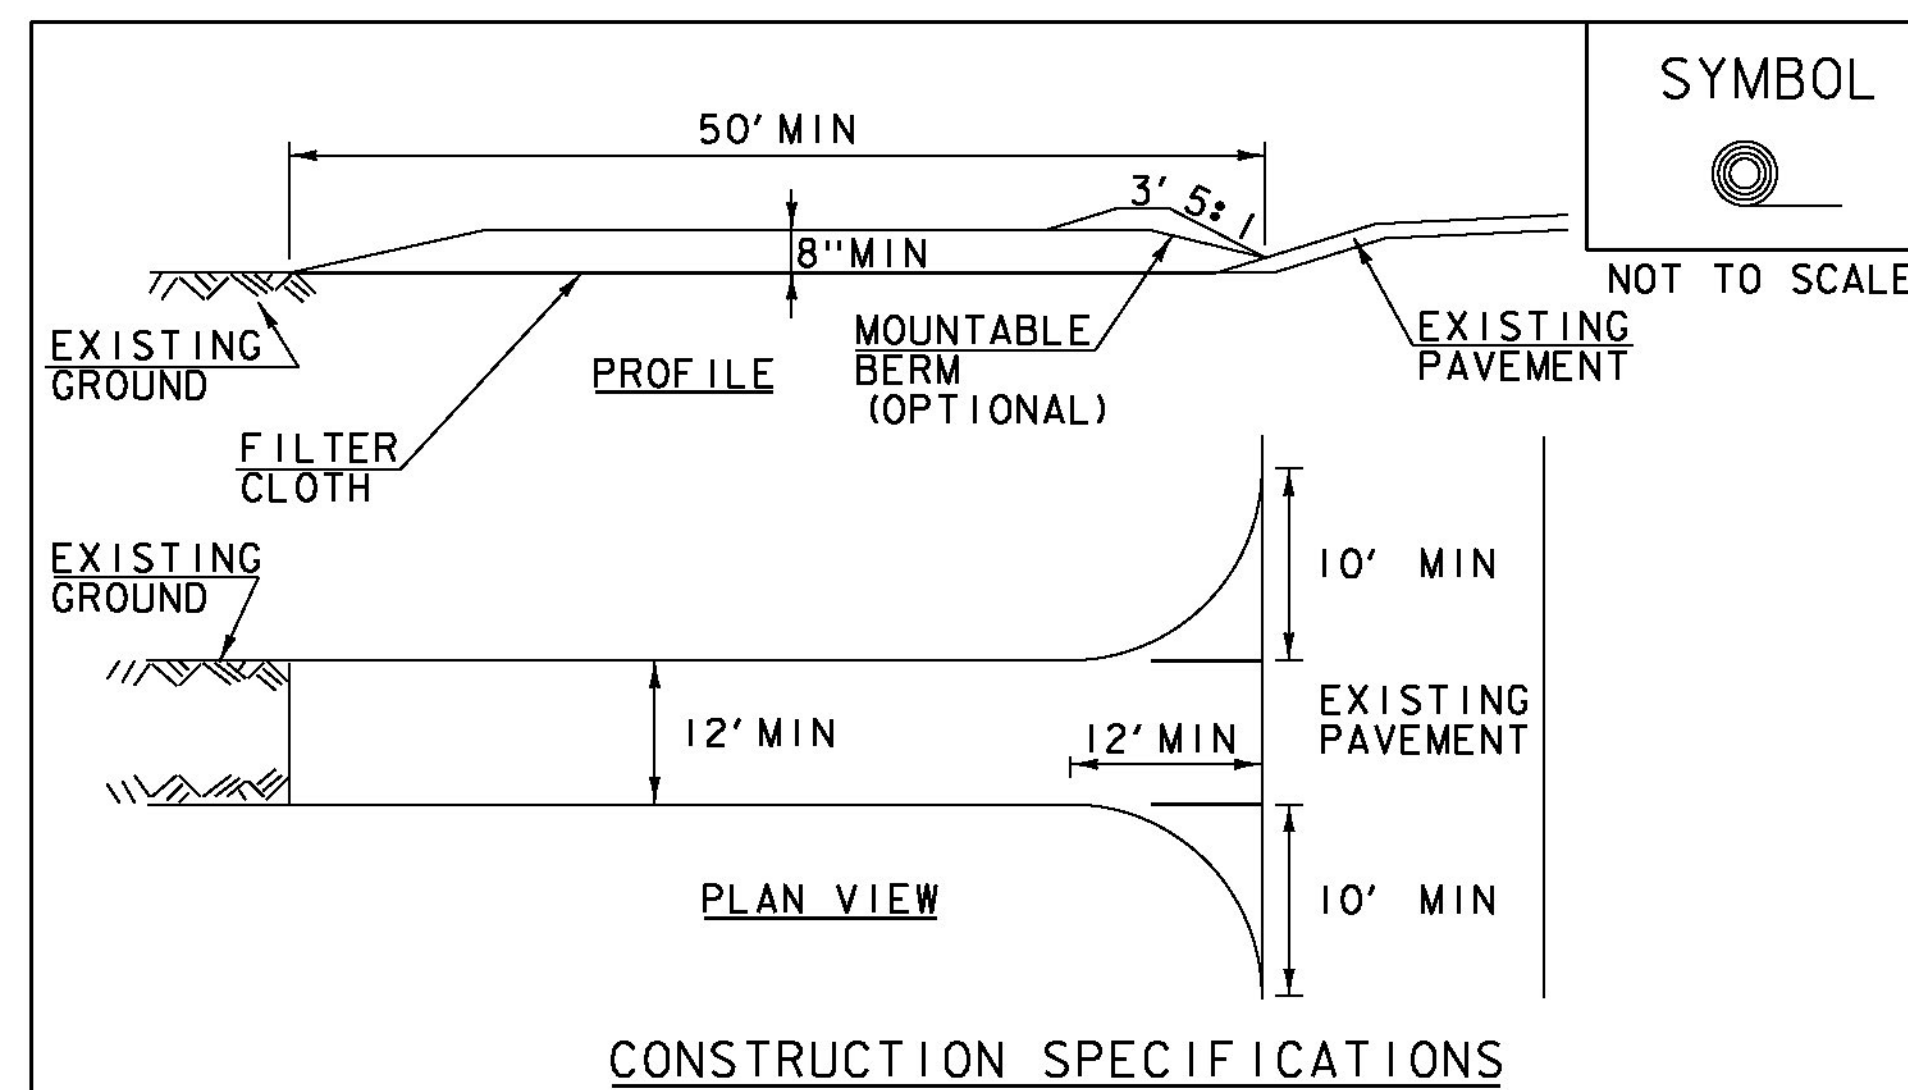 SYMBOL
50' MIN
3' 5:1
8" MIN
NOT TO SCALE
EXISTING
GROUND
PROFILE
MOUNTABLE
BERM
(OPTIONAL)
EXISTING
PAVEMENT
FILTER
CLOTH
EXISTING
GROUND
10' MIN
12' MIN
12' MIN
EXISTING
PAVEMENT
PLAN VIEW
10' MIN
CONSTRUCTION SPECIFICATIONS